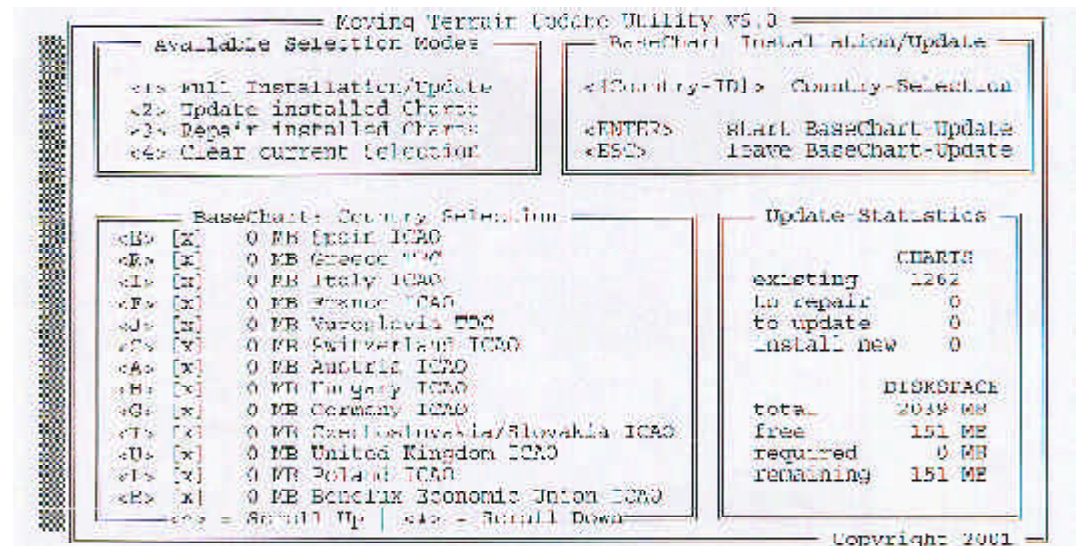 Moving Terrain Update Utility v5.0
Available Selection Modes
<1> Full Installation/Update
<2> Update installed Charts
<3> Repair installed Charts
<4> Clear current Selection
BaseChart Installation/Update
<{Country-ID}> Country-Selection
<ENTER> start BaseChart-Update
<ESC> leave BaseChart-Update
BaseChart Country Selection
[x] 0 MB Spain ICAO
[x] 0 MB Greece
<I> [x] 0 MB Italy ICAO
<F> [x] 0 MB France ICAO
<J> [x] 0 MB
[x] 0 MB Switzerland ICAO
<A> [x] 0 MB Austria ICAO
<H> [x] 0 MB Hungary ICAO
<G> [x] 0 MB Germany ICAO
[x] 0 MB ICAO
<U> [x] 0 MB United Kingdom ICAO
[x] 0 MB Poland ICAO
[x] 0 MB Benelux Economic Union ICAO
= Scroll Up | = Scroll Down
Update-Statistics
CHARTS
existing 1262
to repair 0
to update 0
install new 0
DISKSPACE
total 2039 MB
free 151 MB
required 0 MB
remaining 151 MB
Copyright 2001